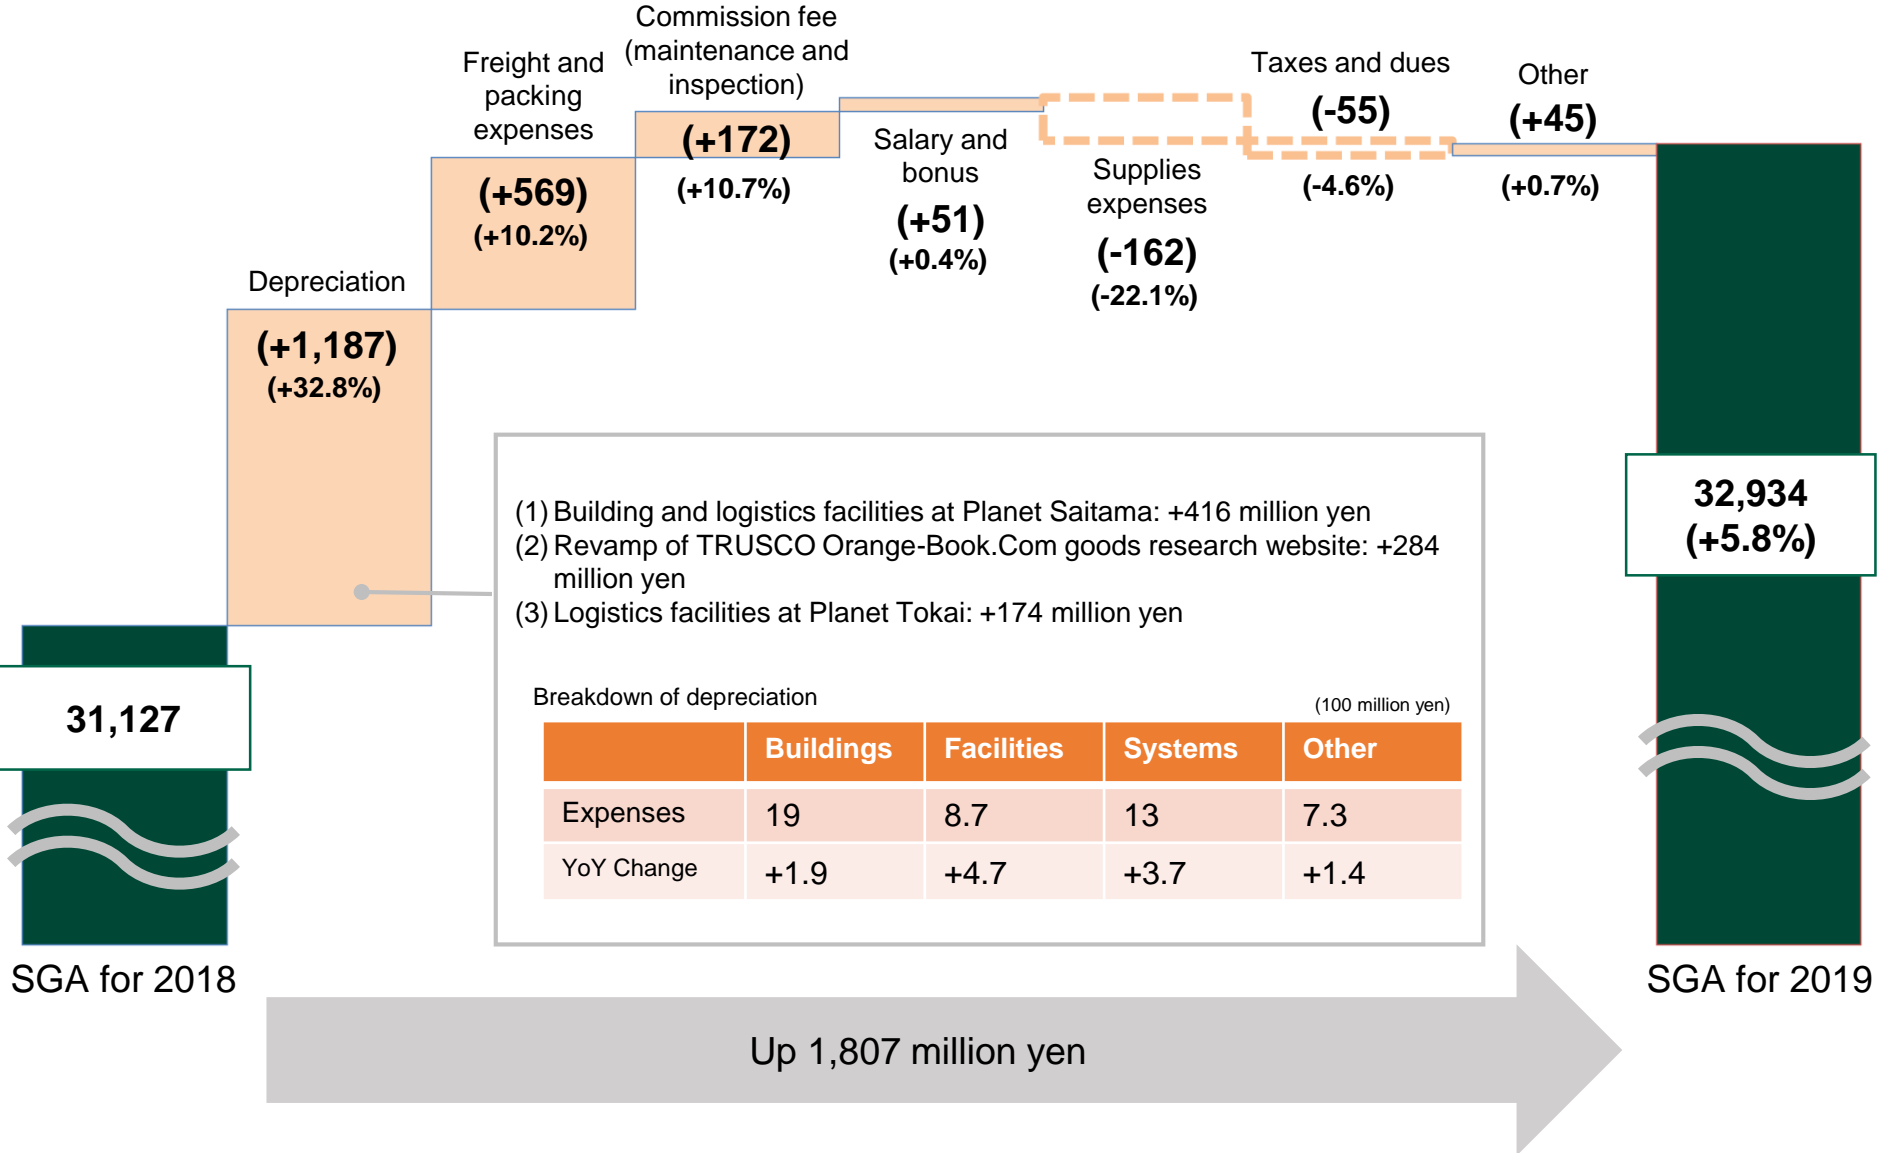 Commission fee
(maintenance and
inspection)
(+172)
(+10.7%)
Freight and
packing
expenses
(+569)
(+10.2%)
Depreciation
(+1,187)
(+32.8%)
Salary and
bonus
(+51)
(+0.4%)
Supplies
expenses
(-162)
(-22.1%)
Taxes and dues
(-55)
(-4.6%)
Other
(+45)
(+0.7%)
31,127
SGA for 2018
32,934
(+5.8%)
SGA for 2019
(1) Building and logistics facilities at Planet Saitama: +416 million yen
(2) Revamp of TRUSCO Orange-Book.Com goods research website: +284
million yen
(3) Logistics facilities at Planet Tokai: +174 million yen
Breakdown of depreciation
(100 million yen)
Buildings Facilities Systems Other
Expenses 19 8.7 13 7.3
YoY Change +1.9 +4.7 +3.7 +1.4
Up 1,807 million yen